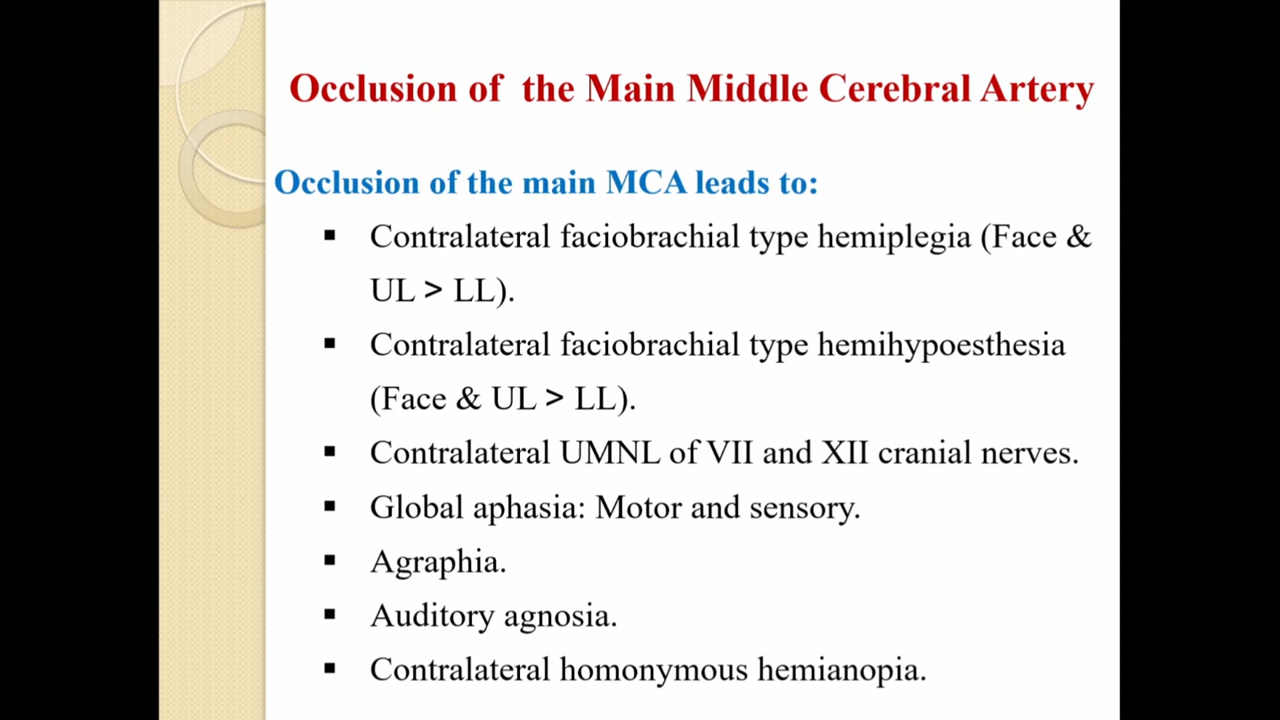 Occlusion of the Main Middle Cerebral Artery
Occlusion of the main MCA leads to:
▪ Contralateral faciobrachial type hemiplegia (Face &
UL > LL).
▪ Contralateral faciobrachial type hemihypoesthesia
(Face & UL > LL).
▪ Contralateral UMNL of VII and XII cranial nerves.
▪ Global aphasia: Motor and sensory.
▪ Agraphia.
▪ Auditory agnosia.
▪ Contralateral homonymous hemianopia.